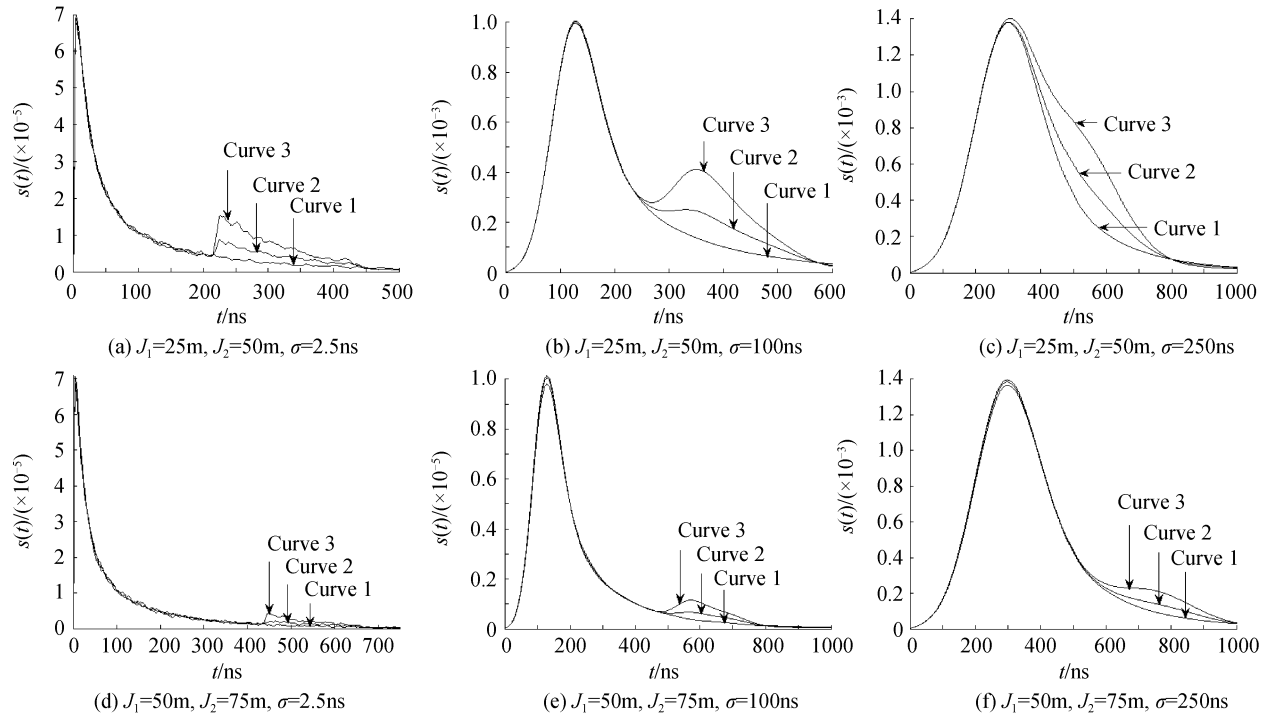 7
6
5
4
3
2
1
0
s(t)/(×10⁻⁵)
Curve 3
Curve 2
Curve 1
0 100 200 300 400 500
t/ns
(a) J₁=25m, J₂=50m, σ=2.5ns
1.0
0.8
0.6
0.4
0.2
0
s(t)/(×10⁻³)
Curve 3
Curve 2
Curve 1
0 100 200 300 400 500 600
t/ns
(b) J₁=25m, J₂=50m, σ=100ns
1.4
1.2
1.0
0.8
0.6
0.4
0.2
0
s(t)/(×10⁻³)
Curve 3
Curve 2
Curve 1
0 200 400 600 800 1000
t/ns
(c) J₁=25m, J₂=50m, σ=250ns
7
6
5
4
3
2
1
0
s(t)/(×10⁻⁵)
Curve 3
Curve 2
Curve 1
0 100 200 300 400 500 600 700
t/ns
(d) J₁=50m, J₂=75m, σ=2.5ns
1.0
0.8
0.6
0.4
0.2
0
s(t)/(×10⁻⁵)
Curve 3
Curve 2
Curve 1
0 200 400 600 800 1000
t/ns
(e) J₁=50m, J₂=75m, σ=100ns
1.4
1.2
1.0
0.8
0.6
0.4
0.2
0
s(t)/(×10⁻³)
Curve 3
Curve 2
Curve 1
0 200 400 600 800 1000
t/ns
(f) J₁=50m, J₂=75m, σ=250ns